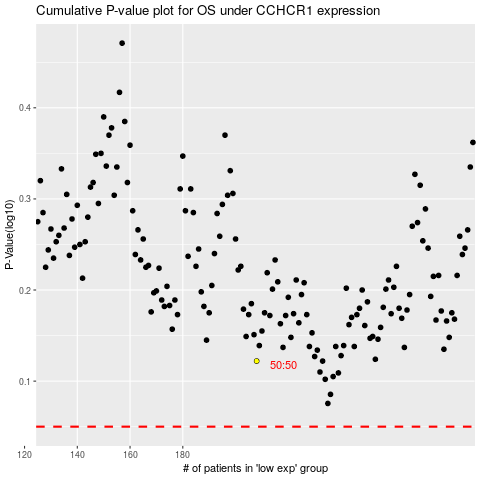 Cumulative P-value plot for OS under CCHCR1 expression
P-Value(log10)
0.4
0.3
0.2
0.1
50:50
120 140 160 180
# of patients in 'low exp' group